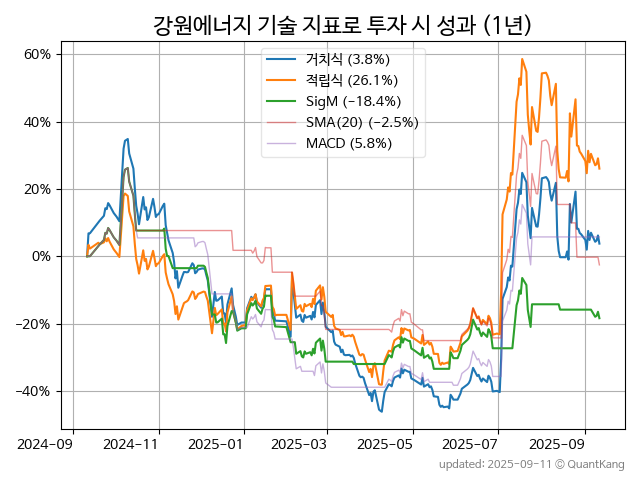 강원에너지 기술 지표로 투자 시 성과 (1년)
거치식 (3.8%)
적립식 (26.1%)
SigM (−18.4%)
SMA(20) (−2.5%)
MACD (5.8%)
60%
40%
20%
0%
−20%
−40%
2024-09
2024-11
2025-01
2025-03
2025-05
2025-07
2025-09
updated: 2025-09-11 © QuantKang